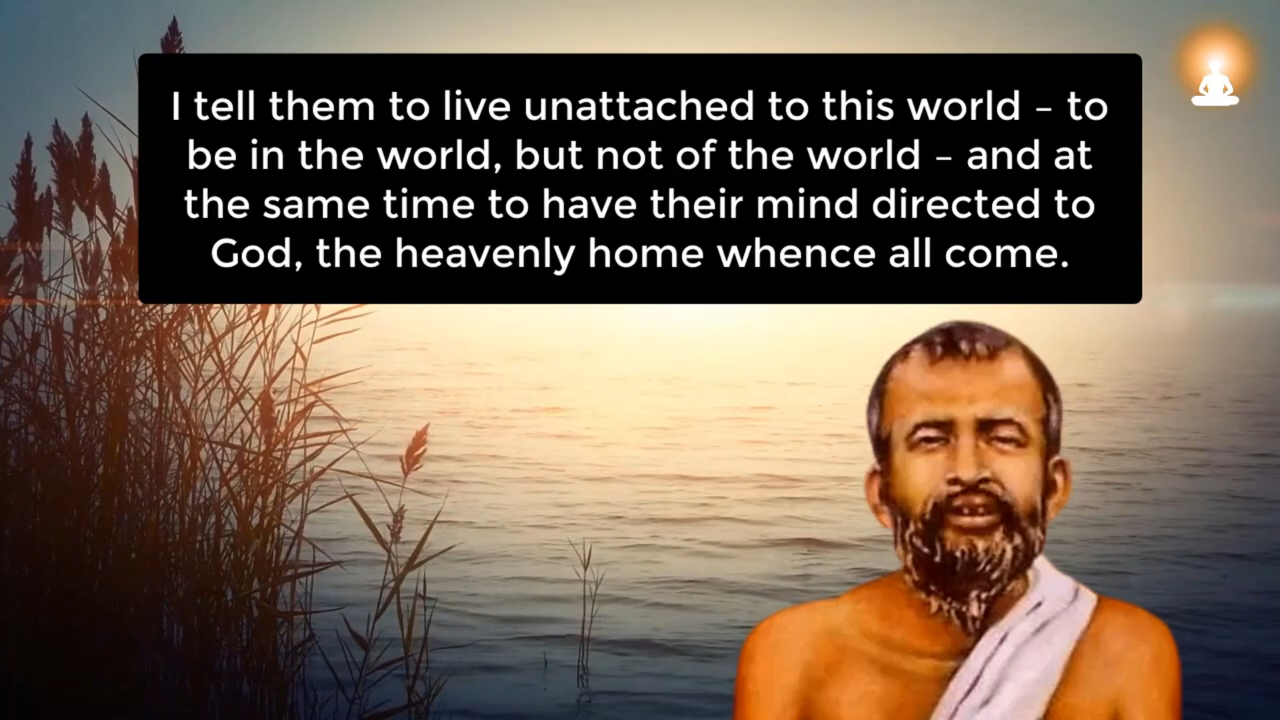 I tell them to live unattached to this world – to
be in the world, but not of the world – and at
the same time to have their mind directed to
God, the heavenly home whence all come.